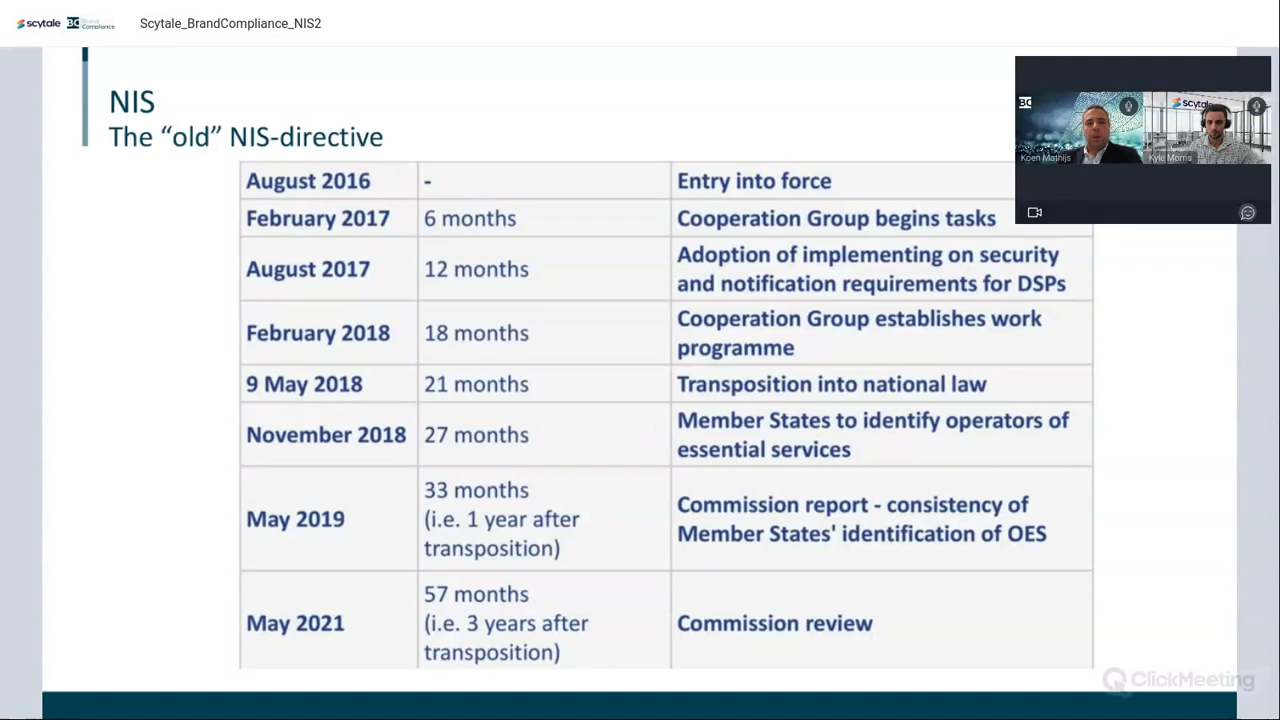 scytale BC Brand Compliance Scytale_BrandCompliance_NIS2
NIS
The “old” NIS-directive
BC
scytale
Koen Mathijs
Kyle Morris
August 2016 - Entry into force
February 2017 6 months Cooperation Group begins tasks
August 2017 12 months Adoption of implementing on security
and notification requirements for DSPs
February 2018 18 months Cooperation Group establishes work
programme
9 May 2018 21 months Transposition into national law
November 2018 27 months Member States to identify operators of
essential services
May 2019 33 months
(i.e. 1 year after
transposition)
Commission report - consistency of
Member States' identification of OES
May 2021 57 months
(i.e. 3 years after
transposition)
Commission review
ClickMeeting